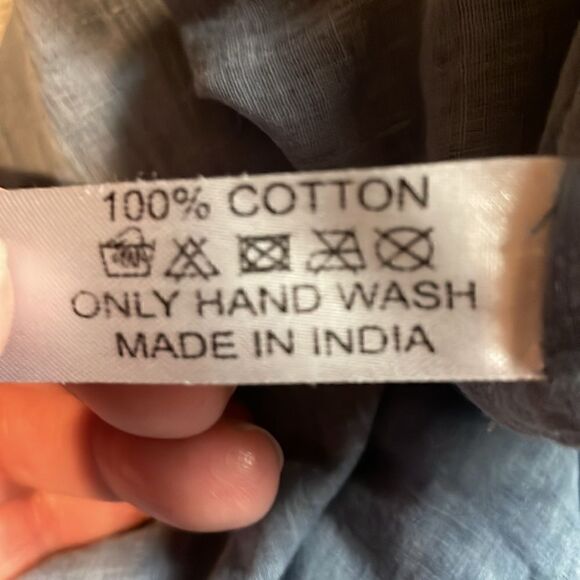 100% COTTON
ONLY HAND WASH
MADE IN INDIA